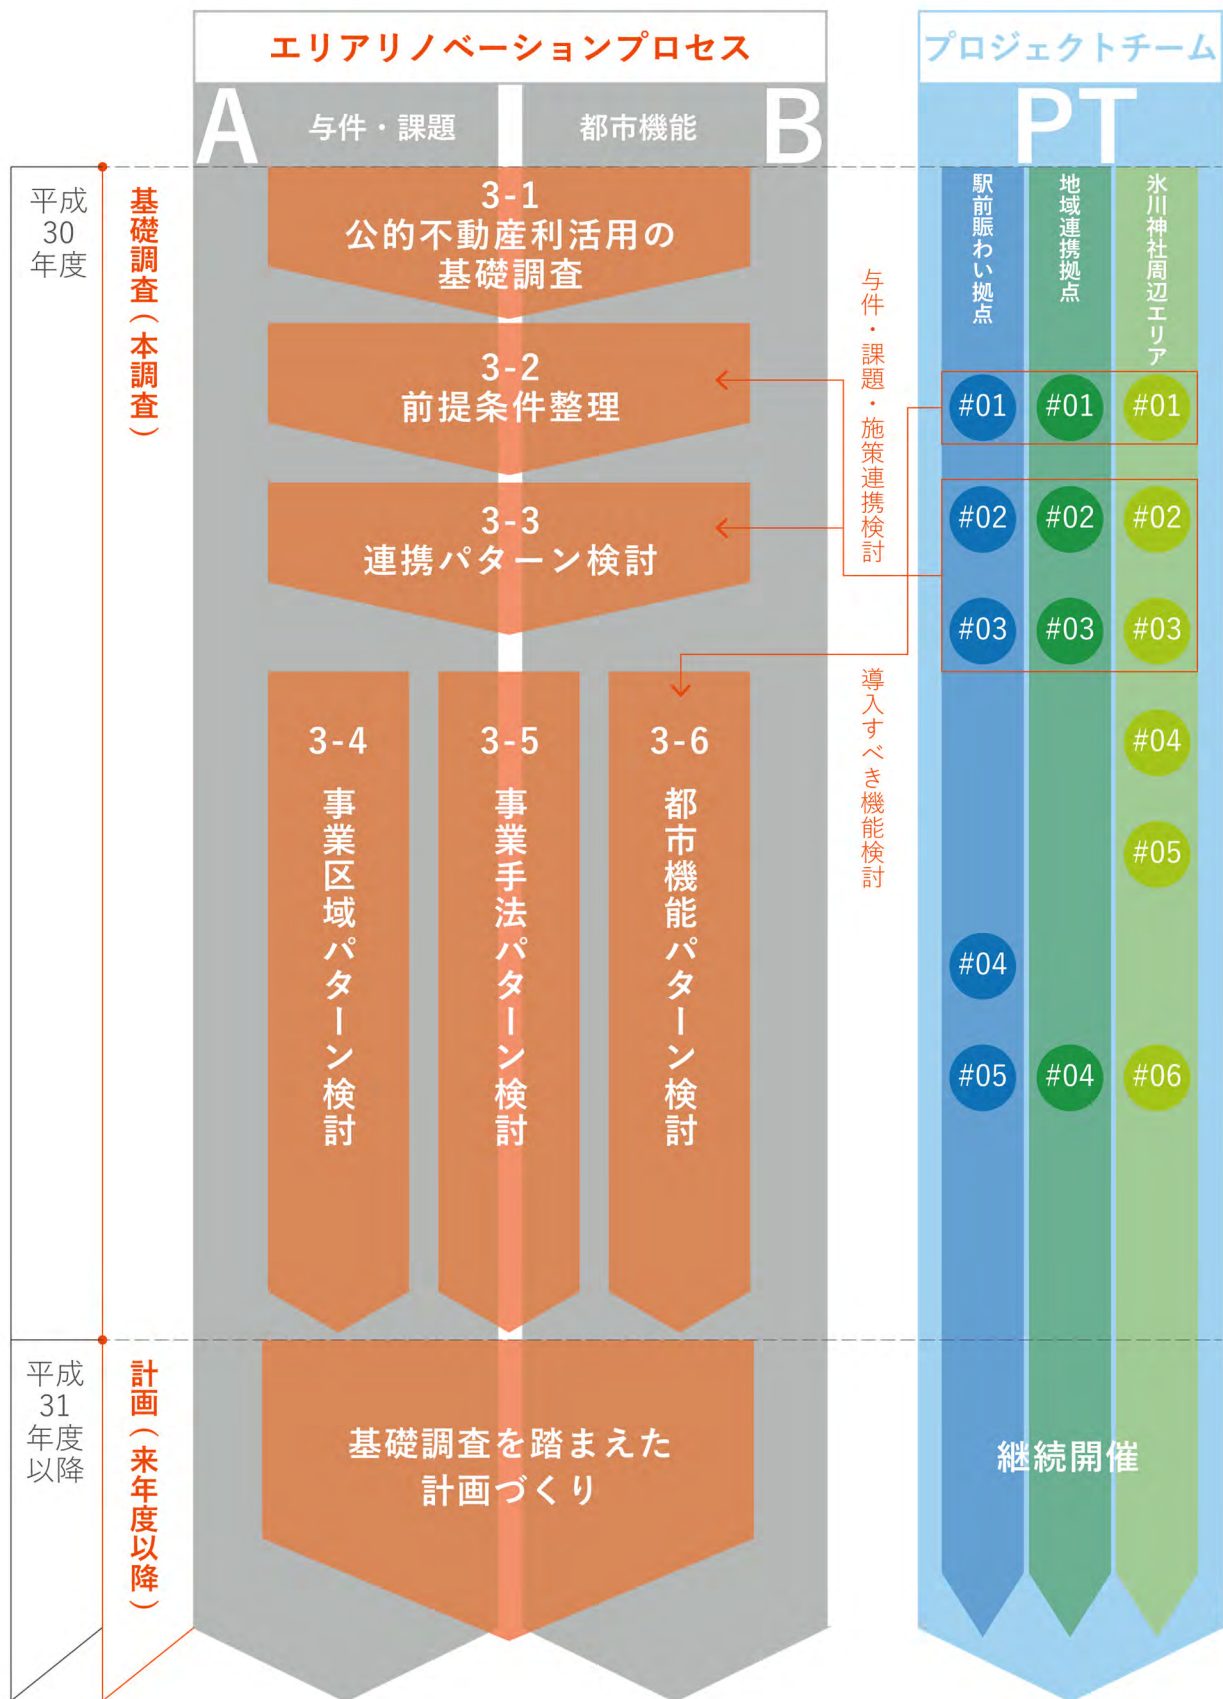 エリアリノベーションプロセス
プロジェクトチーム
A
与件・課題
都市機能
B
PT
平成
30
年度
基礎調査（本調査）
3-1
公的不動産利活用の
基礎調査
3-2
前提条件整理
3-3
連携パターン検討
3-4
事業区域パターン検討
3-5
事業手法パターン検討
3-6
都市機能パターン検討
与件・課題・施策連携検討
導入すべき機能検討
駅前賑わい拠点
地域連携拠点
氷川神社周辺エリア
#01
#01
#01
#02
#02
#02
#03
#03
#03
#04
#05
#04
#05
#04
#06
平成
31
年度
以降
計画（来年度以降）
基礎調査を踏まえた
計画づくり
継続開催